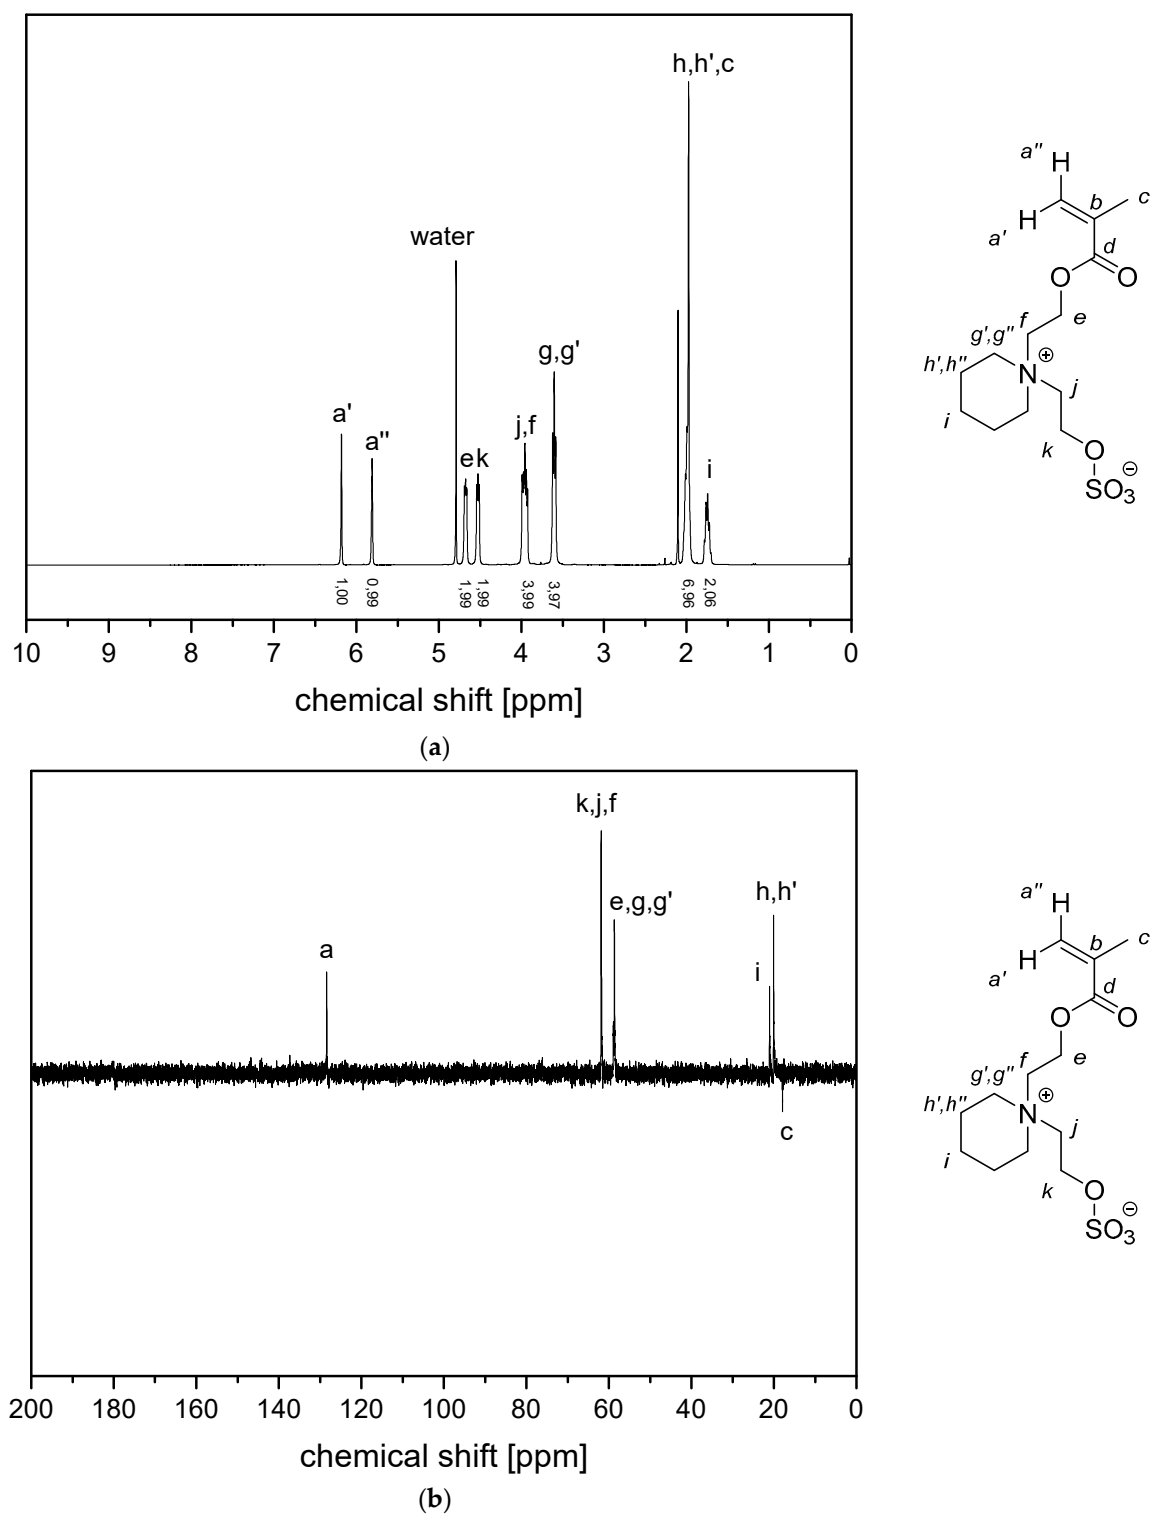 h,h',c
water
g,g'
a'
j,f
a''
e k
i
1,00
0,99
1,99
1,99
3,99
3,97
6,96
2,06
10 9 8 7 6 5 4 3 2 1 0
chemical shift [ppm]
(a)
a'' H
b c
H
a'
d
O O
f e
g',g''
h',h'' N ⊕
j
i
k O
⊖
SO3
k,j,f
e,g,g'
h,h'
a
i
c
200 180 160 140 120 100 80 60 40 20 0
chemical shift [ppm]
(b)
a'' H
b c
H
a'
d
O O
f e
g',g''
h',h'' N ⊕
j
i
k O
⊖
SO3